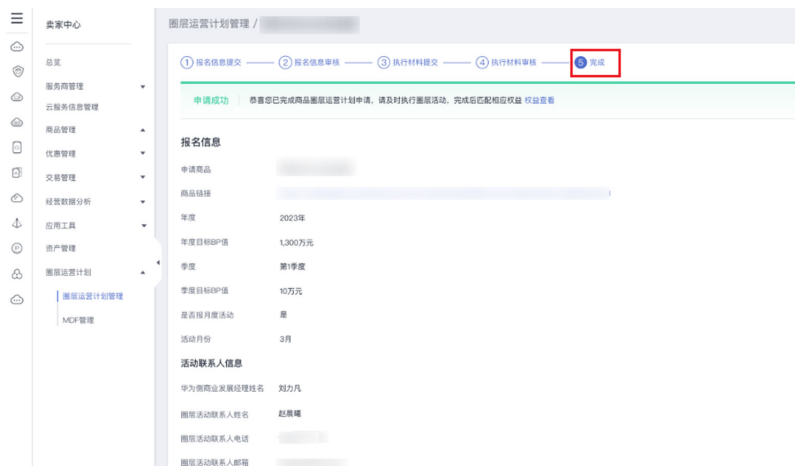 卖家中心
总览
服务商管理
云服务信息管理
商品管理
优惠管理
交易管理
经营数据分析
应用工具
资产管理
圈层运营计划
圈层运营计划管理
MDF管理
圈层运营计划管理 /
1 报名信息提交 2 报名信息审核 3 执行材料提交 4 执行材料审核 5 完成
申请成功 恭喜您已完成商品圈层运营计划申请，请及时执行圈层活动，完成后匹配相应权益 权益查看
报名信息
申请商品
商品链接
年度 2023年
年度目标BP值 1,300万元
季度 第1季度
季度目标BP值 10万元
是否报月度活动 是
活动月份 3月
活动联系人信息
华为侧商业发展经理姓名 刘力凡
圈层活动联系人姓名 赵晨曦
圈层活动联系人电话
圈层活动联系人邮箱